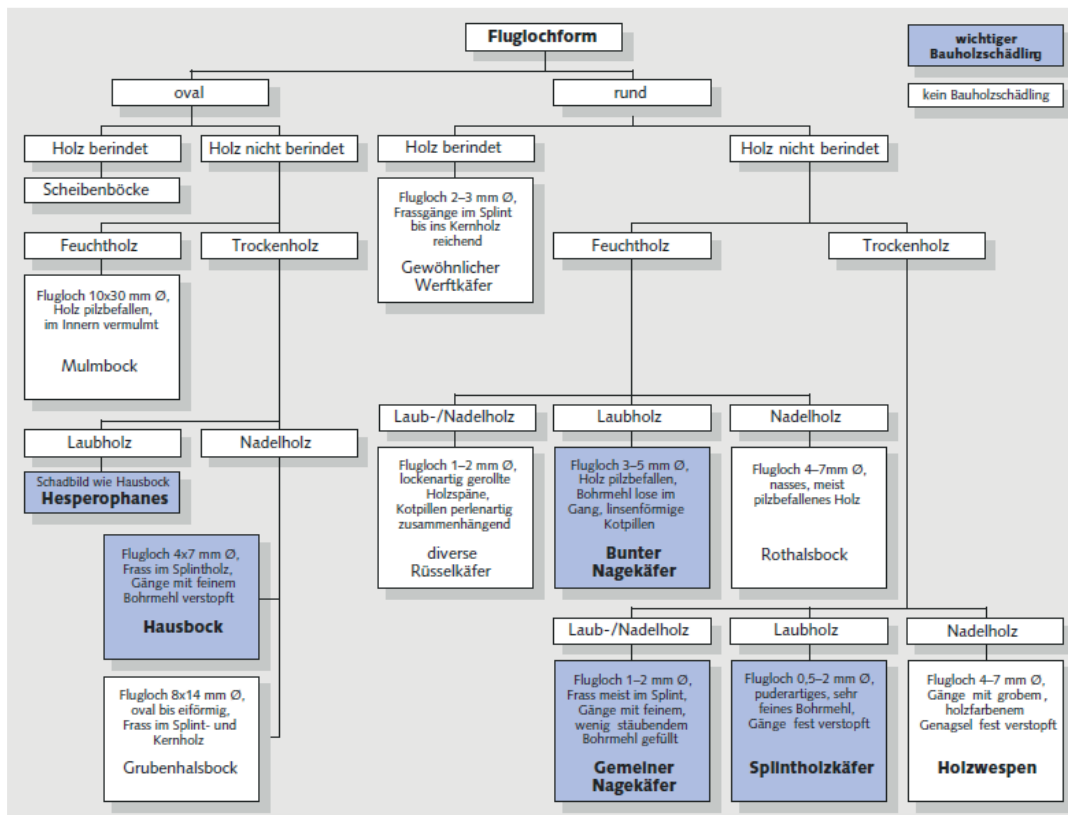 Fluglochform
wichtiger
Bauholzschädling
kein Bauholzschädling
oval
rund
Holz berindet
Holz nicht berindet
Holz berindet
Holz nicht berindet
Scheibenböcke
Flugloch 2–3 mm Ø,
Frassgänge im Splint
bis ins Kernholz
reichend
Gewöhnlicher
Werftkäfer
Feuchtholz
Trockenholz
Feuchtholz
Trockenholz
Flugloch 10x30 mm Ø,
Holz pilzbefallen,
im Innern vermulmt
Mulmbock
Laubholz
Nadelholz
Schadbild wie Hausbock
Hesperophanes
Flugloch 4x7 mm Ø,
Frass im Splintholz,
Gänge mit feinem
Bohrmehl verstopft
Hausbock
Flugloch 8x14 mm Ø,
oval bis eiförmig,
Frass im Splint- und
Kernholz
Grubenhalsbock
Laub-/Nadelholz
Laubholz
Nadelholz
Flugloch 1–2 mm Ø,
lockenartig gerollte
Holzspäne,
Kotpillen perlenartig
zusammenhängend
diverse
Rüsselkäfer
Flugloch 3–5 mm Ø,
Holz pilzbefallen,
Bohrmehl lose im
Gang, linsenförmige
Kotpillen
Bunter
Nagekäfer
Flugloch 4–7mm Ø,
nasses, meist
pilzbefallenes Holz
Rothalsbock
Laub-/Nadelholz
Laubholz
Nadelholz
Flugloch 1–2 mm Ø,
Frass meist im Splint,
Gänge mit feinem,
wenig stäubendem
Bohrmehl gefüllt
Gemeiner
Nagekäfer
Flugloch 0,5–2 mm Ø,
puderartiges, sehr
feines Bohrmehl,
Gänge fest verstopft
Splintholzkäfer
Flugloch 4–7 mm Ø,
Gänge mit grobem,
holzfarbenem
Genagsel fest verstopft
Holzwespen